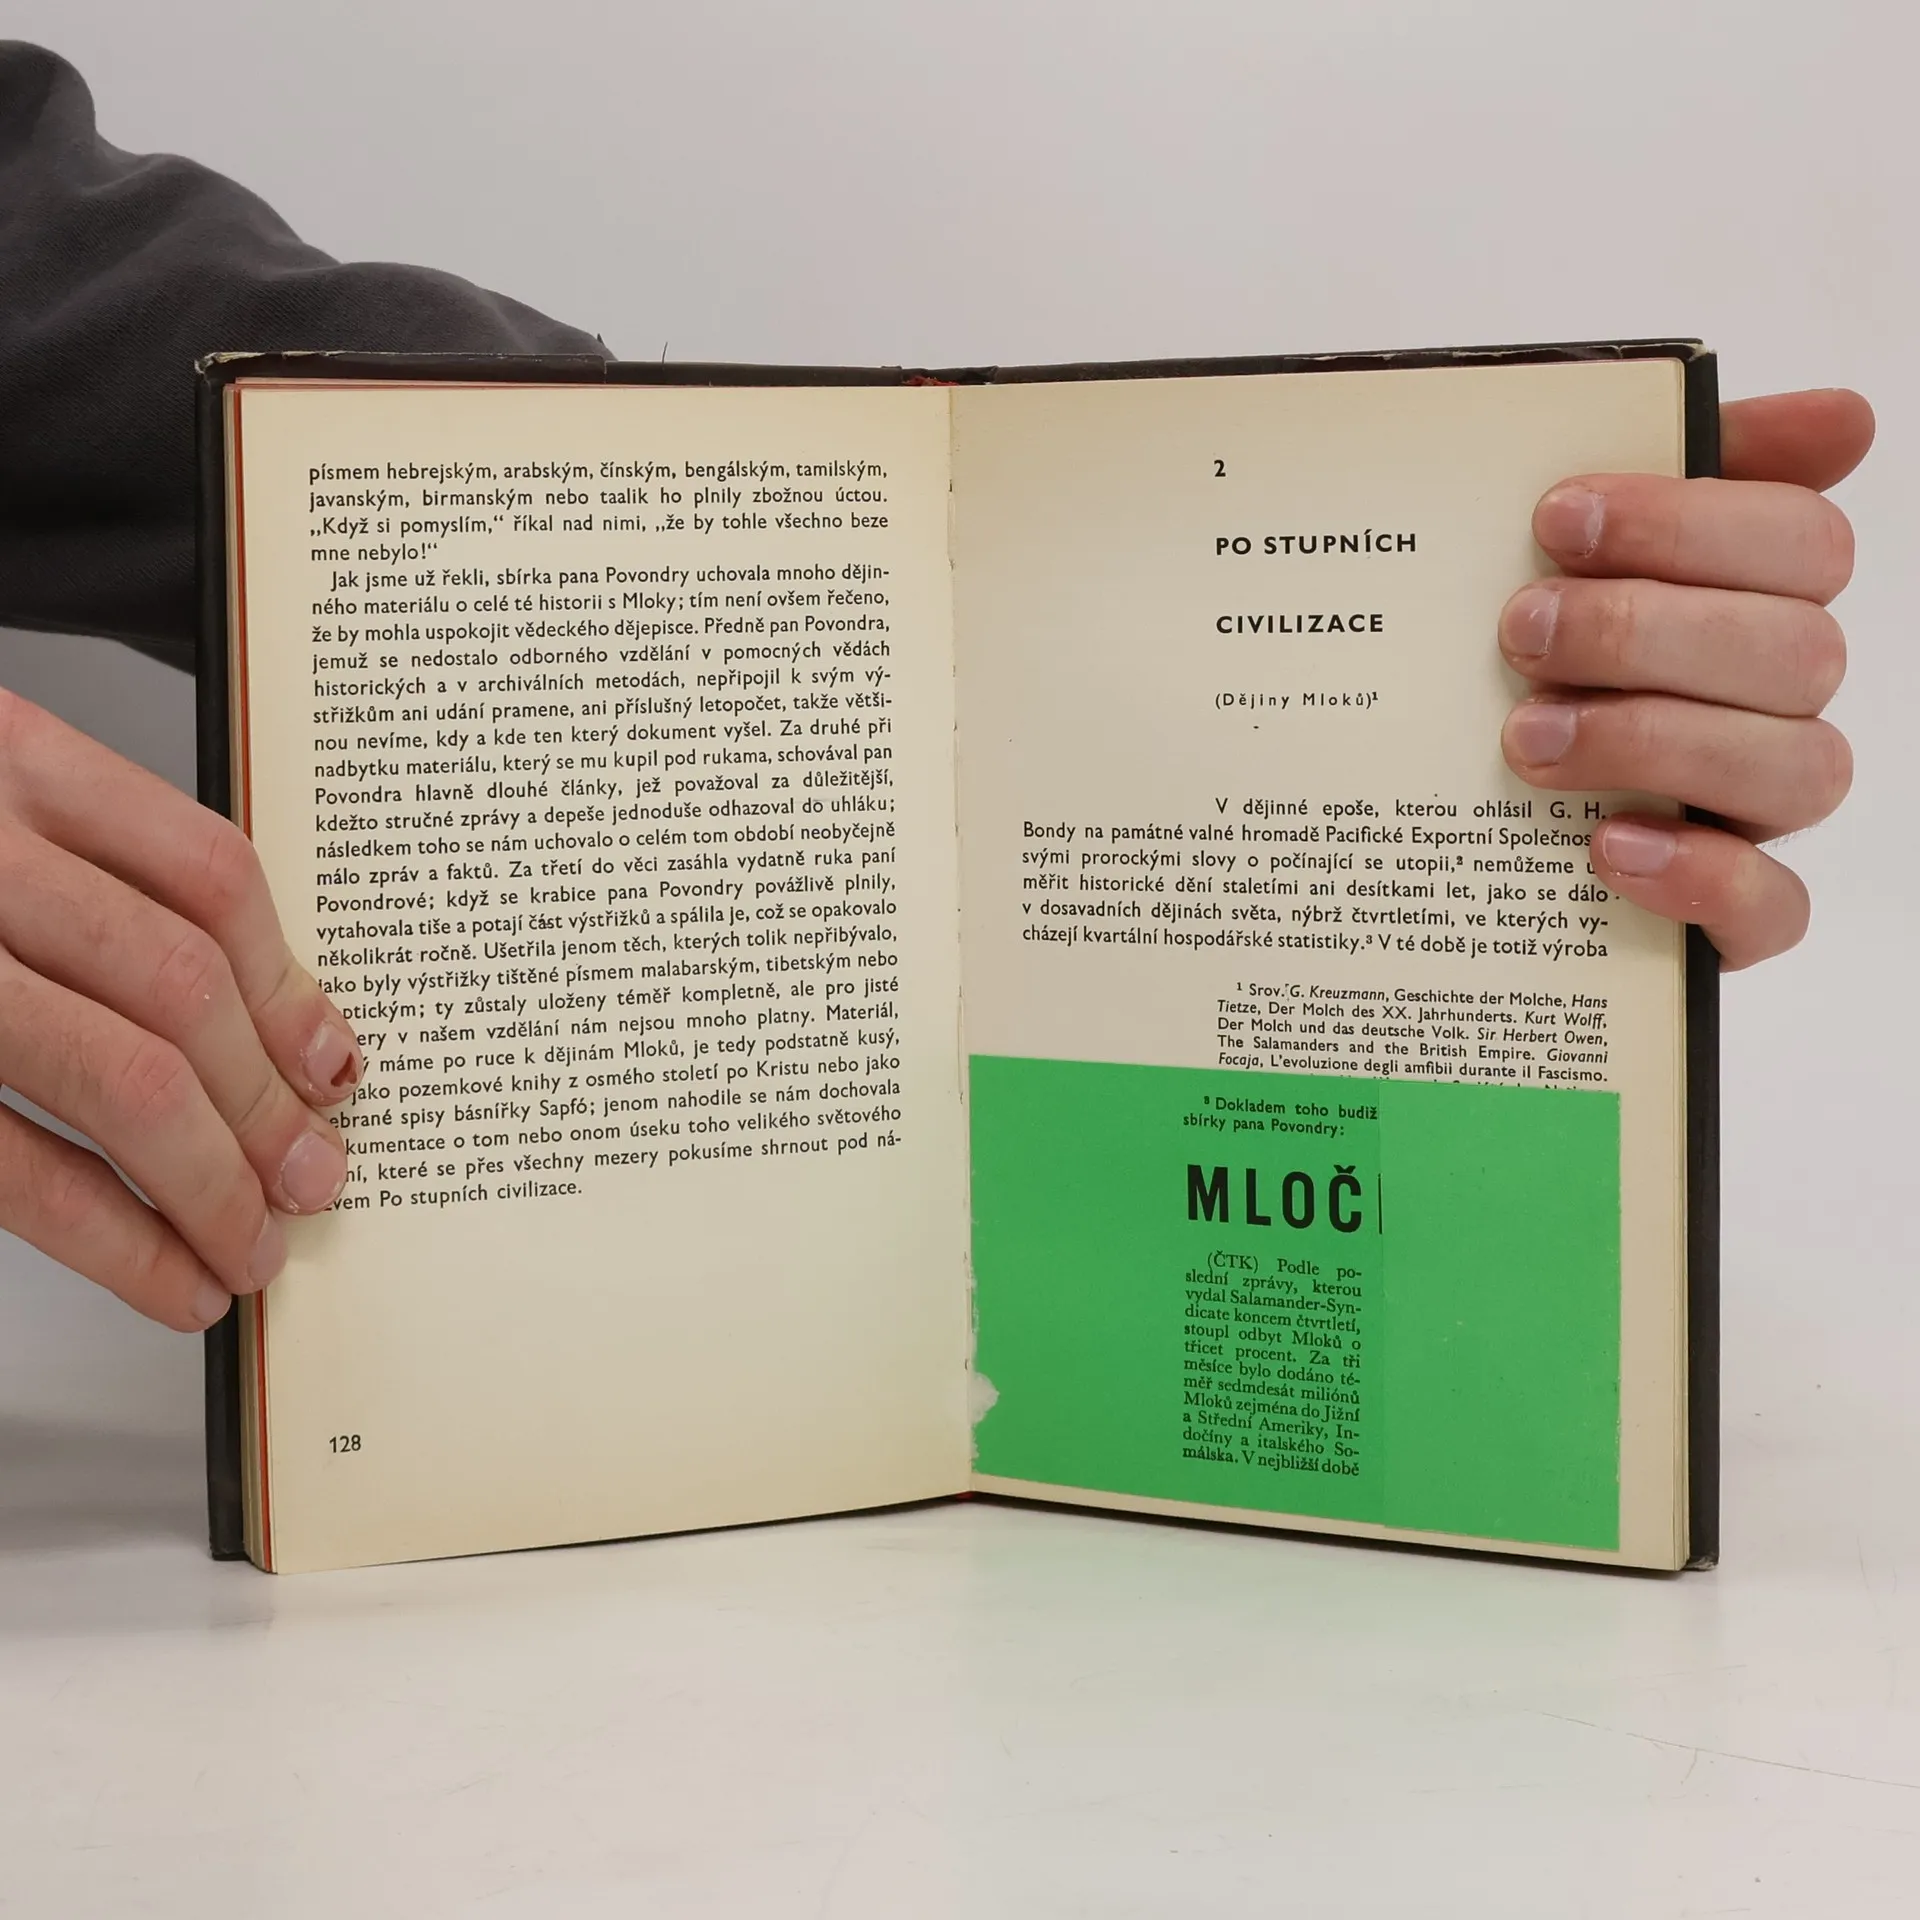 písmem hebrejským, arabským, čínským, bengálským, tamilským,
javanským, birmanským nebo taalik ho plnily zbožnou úctou.
„Když si pomyslím,“ říkal nad nimi, „že by tohle všechno beze
mne nebylo!“
Jak jsme už řekli, sbírka pana Povondry uchovala mnoho dějin-
ného materiálu o celé té historii s Mloky; tím není ovšem řečeno,
že by mohla uspokojit vědeckého dějepisce. Předně pan Povondra,
jemuž se nedostalo odborného vzdělání v pomocných vědách
historických a v archiválních metodách, nepřipojil k svým vý-
střižkům ani udání pramene, ani příslušný letopočet, takže větši-
nou nevíme, kdy a kde ten který dokument vyšel. Za druhé při
nadbytku materiálu, který se mu kupil pod rukama, schovával pan
Povondra hlavně dlouhé články, jež považoval za důležitější,
kdežto stručné zprávy a depeše jednoduše odhazoval do uhláku;
následkem toho se nám uchovalo o celém tom období neobyčejně
málo zpráv a faktů. Za třetí do věci zasáhla vydatně ruka paní
Povondrové; když se krabice pana Povondry povážlivě plnily,
vytahovala tiše a potají část výstřižků a spálila je, což se opakovalo
několikrát ročně. Ušetřila jenom těch, kterých tolik nepřibývalo,
jako byly výstřižky tištěné písmem malabarským, tibetským nebo
ptickým; ty zůstaly uloženy téměř kompletně, ale pro jisté
ery v našem vzdělání nám nejsou mnoho platny. Materiál,
ý máme po ruce k dějinám Mloků, je tedy podstatně kusý,
jako pozemkové knihy z osmého století po Kristu nebo jako
ebrané spisy básnířky Sapfó; jenom nahodile se nám dochovala
kumentace o tom nebo onom úseku toho velikého světového
ní, které se přes všechny mezery pokusíme shrnout pod ná-
zvem Po stupních civilizace.
128
2
PO STUPNÍCH
CIVILIZACE
(Dějiny Mloků)¹
V dějinné epoše, kterou ohlásil G. H.
Bondy na památné valné hromadě Pacifické Exportní Společnos
svými prorockými slovy o počínající se utopii,² nemůžeme
měřit historické dění staletími ani desítkami let, jako se dálo
v dosavadních dějinách světa, nýbrž čtvrtletími, ve kterých vy-
cházejí kvartální hospodářské statistiky.³ V té době je totiž výroba
¹ Srov. G. Kreuzmann, Geschichte der Molche, Hans
Tietze, Der Molch des XX. Jahrhunderts. Kurt Wolff,
Der Molch und das deutsche Volk. Sir Herbert Owen,
The Salamanders and the British Empire. Giovanni
Focaja, L'evoluzione degli amfibii durante il Fascismo.
³ Dokladem toho budiž
sbírky pana Povondry:
MLOČ
(ČTK) Podle po-
slední zprávy, kterou
vydal Salamander-Syn-
dicate koncem čtvrtletí,
stoupl odbyt Mloků o
třicet procent. Za tři
měsíce bylo dodáno té-
měř sedmdesát miliónů
Mloků zejména do Jižní
a Střední Ameriky, In-
dočíny a italského So-
málska. V nejbližší době